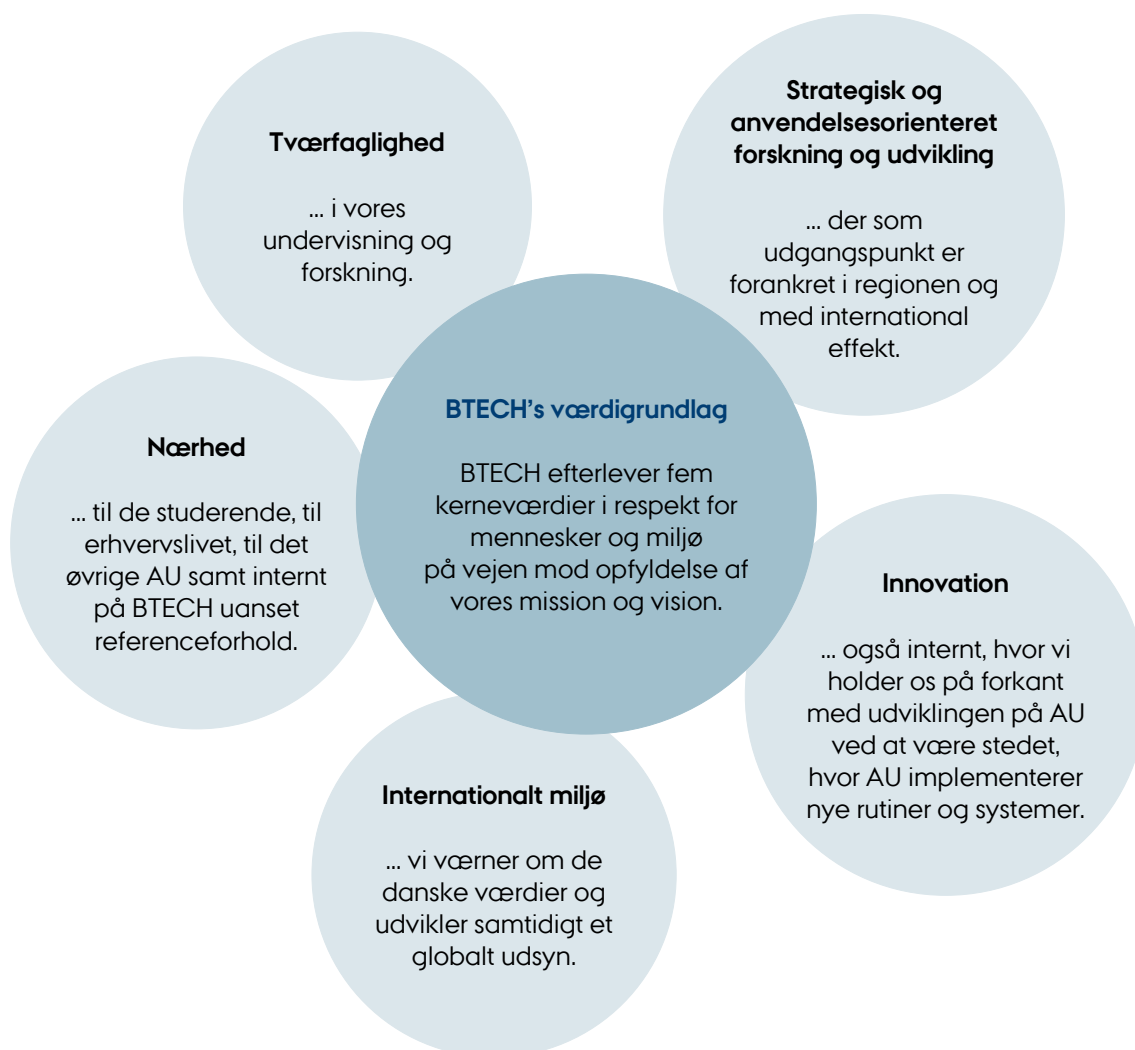 Tværfaglighed
... i vores
undervisning og
forskning.
Strategisk og
anvendelsesorienteret
forskning og udvikling
... der som
udgangspunkt er
forankret i regionen og
med international
effekt.
BTECH's værdigrundlag
BTECH efterlever fem
kerneværdier i respekt for
mennesker og miljø
på vejen mod opfyldelse af
vores mission og vision.
Nærhed
... til de studerende, til
erhvervslivet, til det
øvrige AU samt internt
på BTECH uanset
referenceforhold.
Innovation
... også internt, hvor vi
holder os på forkant
med udviklingen på AU
ved at være stedet,
hvor AU implementerer
nye rutiner og systemer.
Internationalt miljø
... vi værner om de
danske værdier og
udvikler samtidigt et
globalt udsyn.